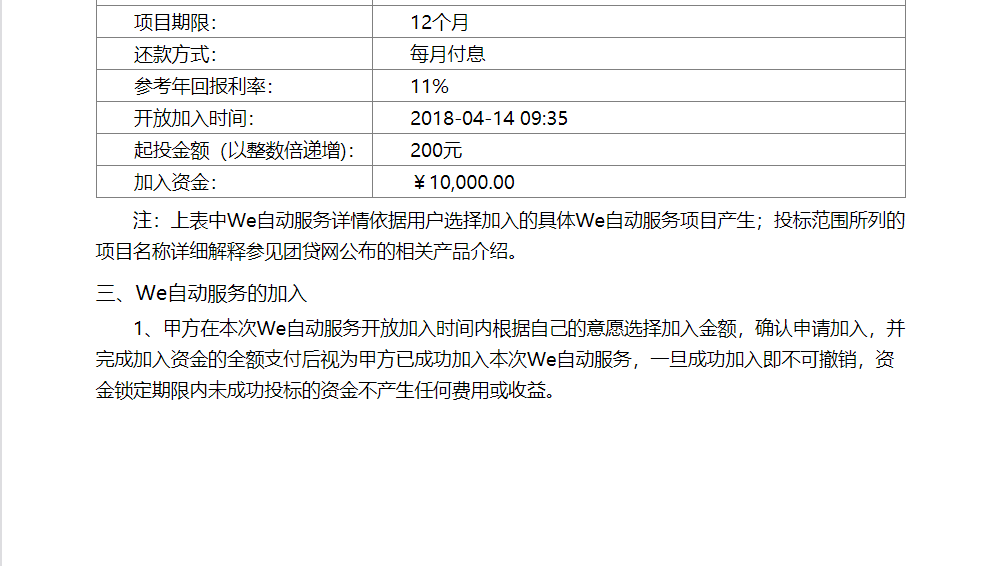 项目期限： 12个月
还款方式： 每月付息
参考年回报利率： 11%
开放加入时间： 2018-04-14 09:35
起投金额（以整数倍递增)： 200元
加入资金： ￥10,000.00
注：上表中We自动服务详情依据用户选择加入的具体We自动服务项目产生；投标范围所列的
项目名称详细解释参见团贷网公布的相关产品介绍。
三、We自动服务的加入
1、甲方在本次We自动服务开放加入时间内根据自己的意愿选择加入金额，确认申请加入，并
完成加入资金的全额支付后视为甲方已成功加入本次We自动服务，一旦成功加入即不可撤销，资
金锁定期限内未成功投标的资金不产生任何费用或收益。